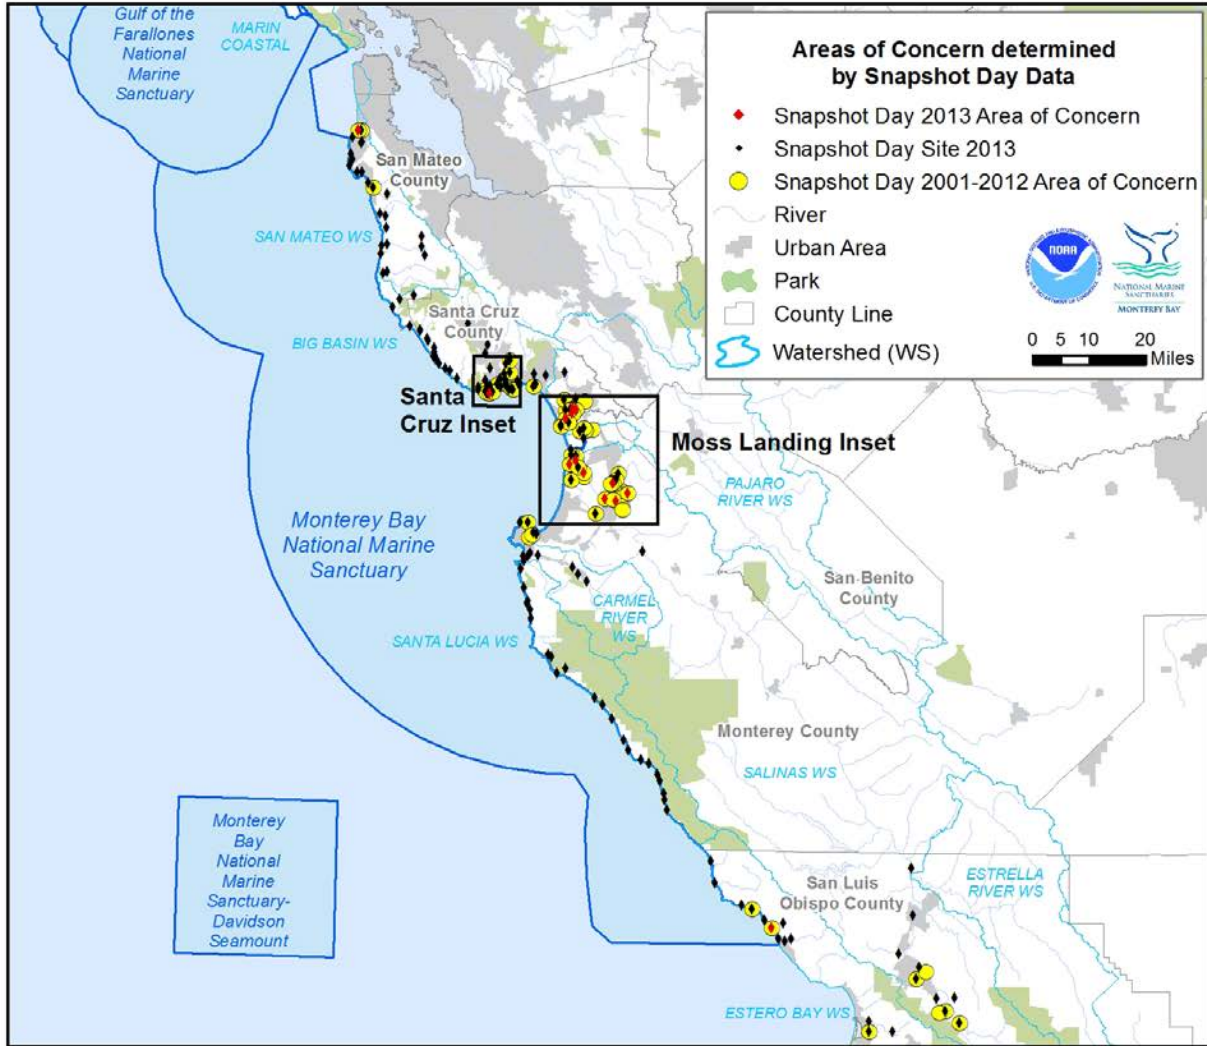 Gulf of the
Farallones
National
Marine
Sanctuary
MARIN
COASTAL
Areas of Concern determined
by Snapshot Day Data
Snapshot Day 2013 Area of Concern
Snapshot Day Site 2013
Snapshot Day 2001-2012 Area of Concern
River
Urban Area
Park
County Line
Watershed (WS)
NOAA
NATIONAL MARINE
SANCTUARIES
MONTEREY BAY
0 5 10 20
Miles
San Mateo
County
SAN MATEO WS
Santa Cruz
County
BIG BASIN WS
Santa
Cruz Inset
Moss Landing Inset
PAJARO
RIVER WS
Monterey Bay
National Marine
Sanctuary
San Benito
County
CARMEL
RIVER
WS
SANTA LUCIA WS
Monterey County
SALINAS WS
Monterey
Bay
National
Marine
Sanctuary-
Davidson
Seamount
San Luis
Obispo County
ESTRELLA
RIVER WS
ESTERO BAY WS